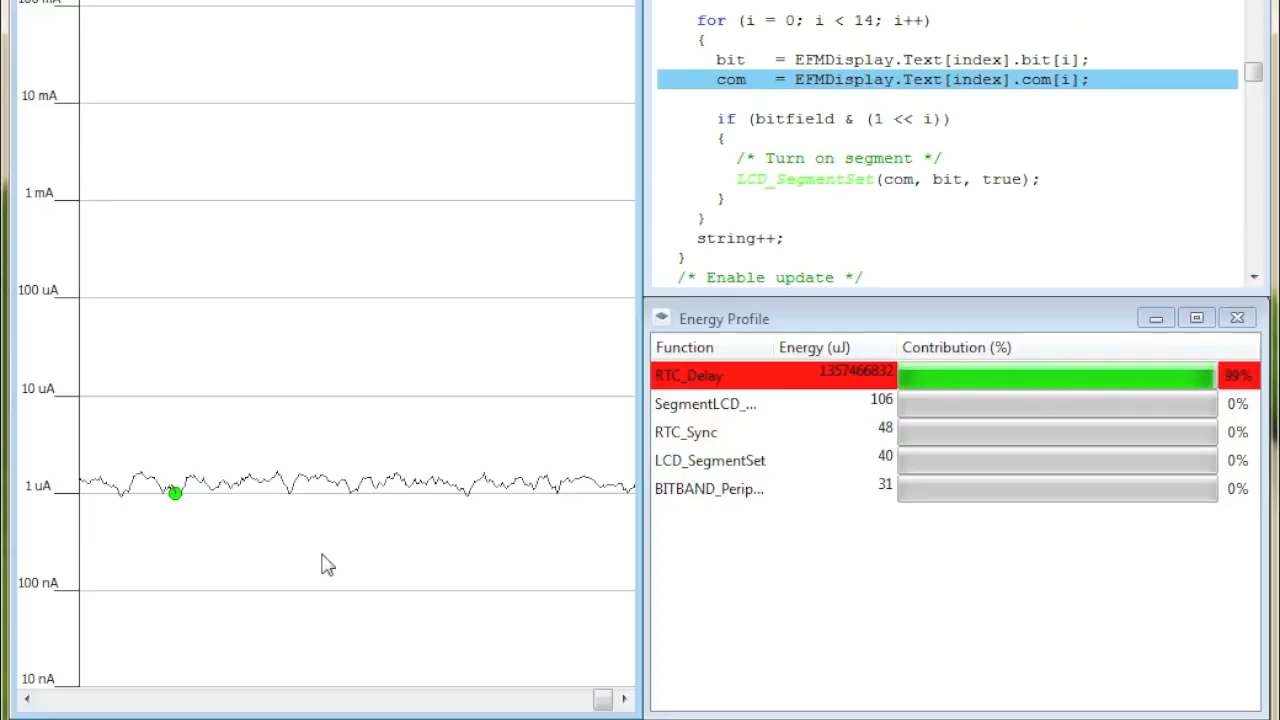 100 mA
10 mA
1 mA
100 uA
10 uA
1 uA
100 nA
10 nA
for (i = 0; i < 14; i++)
{
bit = EFMDisplay.Text[index].bit[i];
com = EFMDisplay.Text[index].com[i];
if (bitfield & (1 << i))
{
/* Turn on segment */
LCD_SegmentSet(com, bit, true);
}
}
string++;
}
/* Enable update */
Energy Profile
Function Energy (uJ) Contribution (%)
RTC_Delay 1357466832 99%
SegmentLCD_... 106 0%
RTC_Sync 48 0%
LCD_SegmentSet 40 0%
BITBAND_Perip... 31 0%